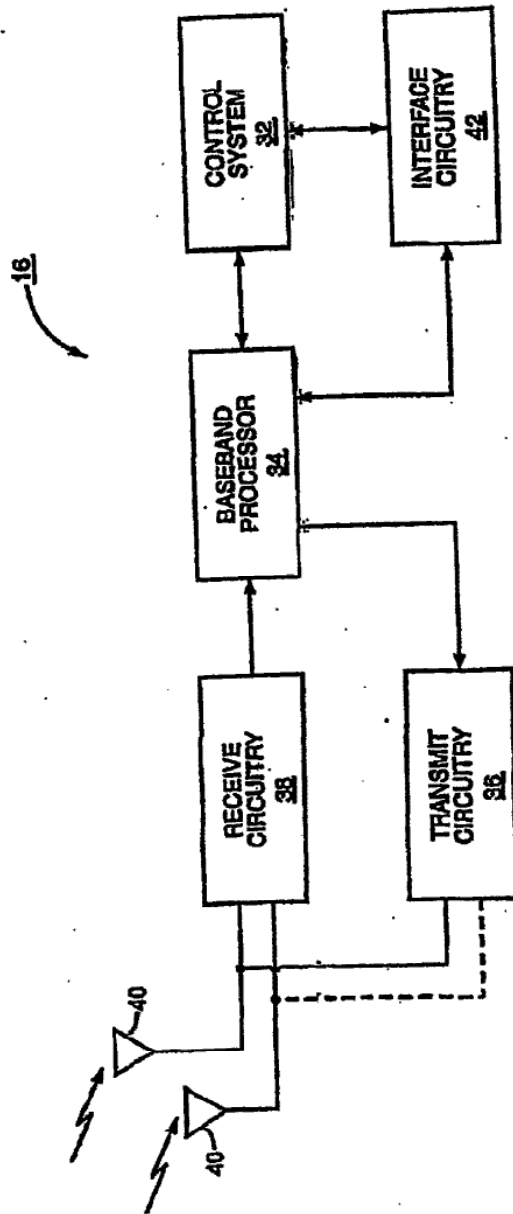 16
40
40
RECEIVE
CIRCUITRY
38
BASEBAND
PROCESSOR
34
CONTROL
SYSTEM
32
TRANSMIT
CIRCUITRY
36
INTERFACE
CIRCUITRY
42